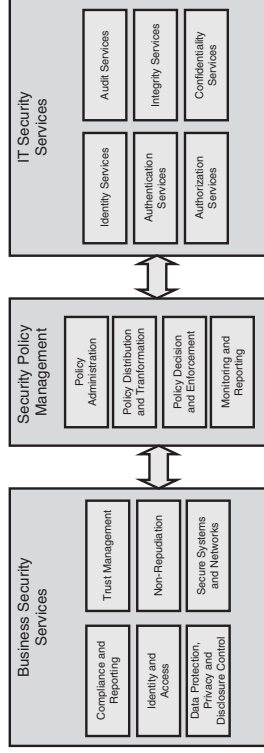 Business Security
Services
Compliance and
Reporting
Trust Management
Identity and
Access
Non-Repudiation
Data Protection,
Privacy and
Disclosure Control
Secure Systems
and Networks
Security Policy
Management
Policy
Administration
Policy Distribution
and Tranformation
Policy Decision
and Enforcement
Monitoring and
Reporting
IT Security
Services
Identity Services
Audit Services
Authentication
Services
Integrity Services
Authorization
Services
Confidentiality
Services